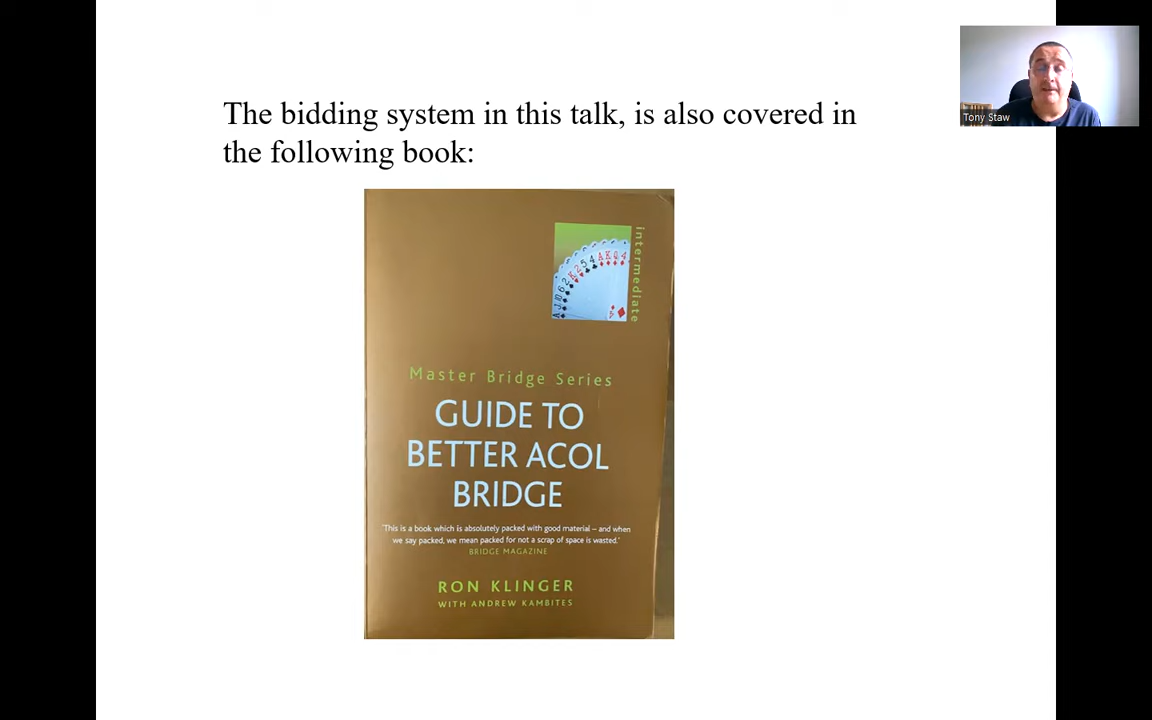 The bidding system in this talk, is also covered in
the following book:
Tony Staw
intermediate
Master Bridge Series
GUIDE TO
BETTER ACOL
BRIDGE
'This is a book which is absolutely packed with good material – and when
we say packed, we mean packed for not a scrap of space is wasted.'
BRIDGE MAGAZINE
RON KLINGER
WITH ANDREW KAMBITES